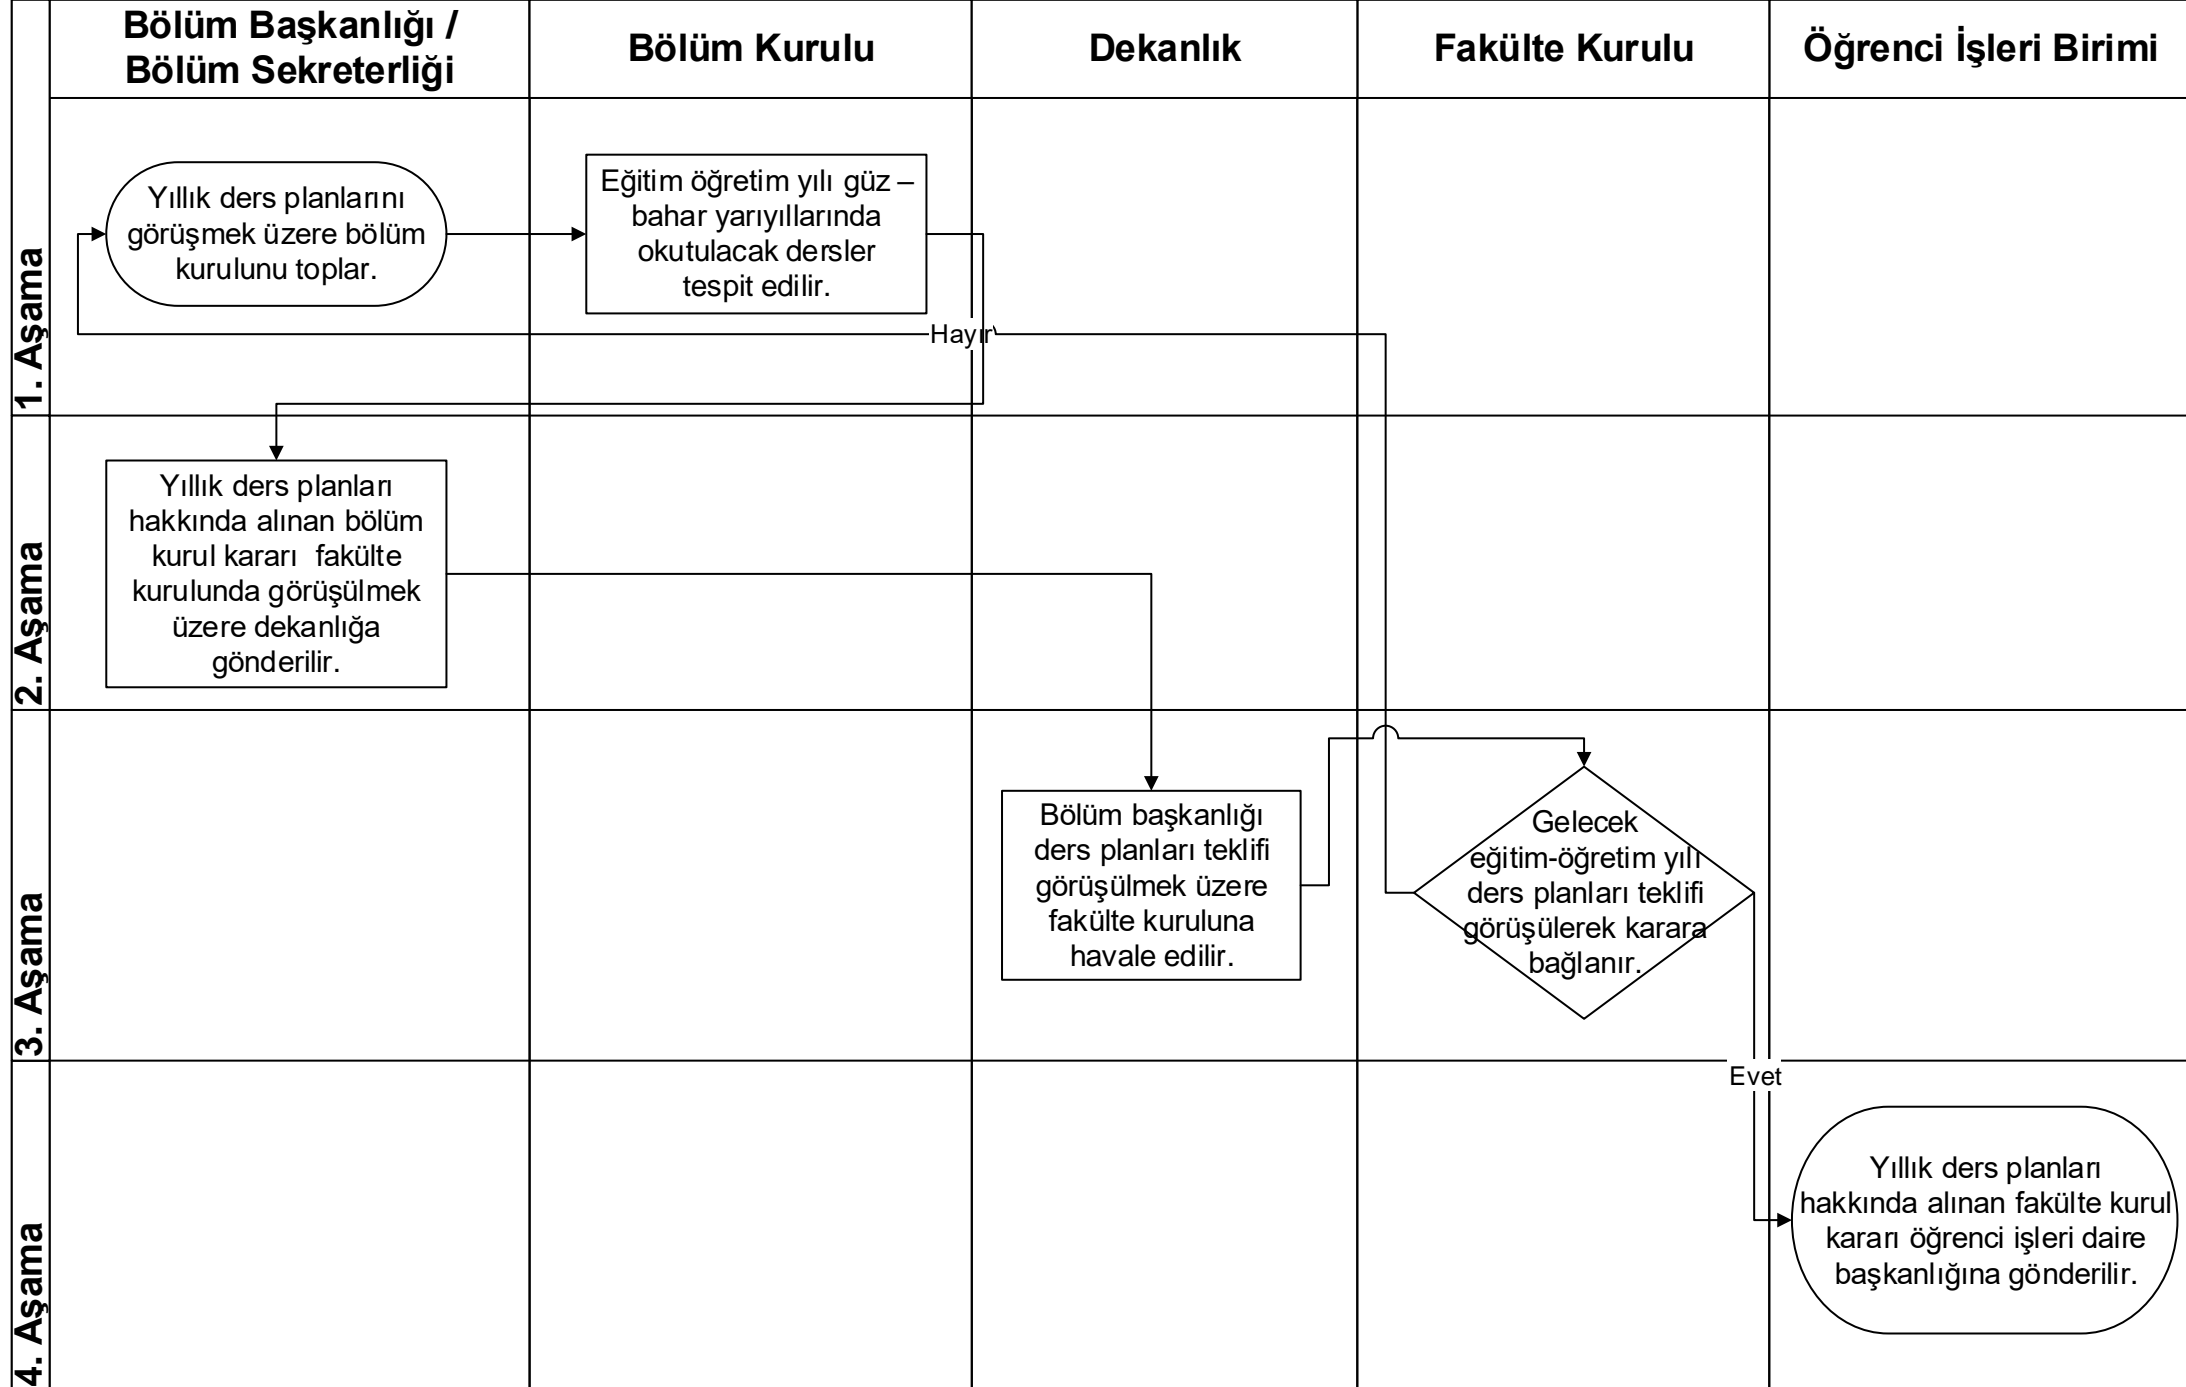 Bölüm Başkanlığı /
Bölüm Sekreterliği
Bölüm Kurulu
Dekanlık
Fakülte Kurulu
Öğrenci İşleri Birimi
1. Aşama
Yıllık ders planlarını
görüşmek üzere bölüm
kurulunu toplar.
Eğitim öğretim yılı güz –
bahar yarıyıllarında
okutulacak dersler
tespit edilir.
Hayır
2. Aşama
Yıllık ders planları
hakkında alınan bölüm
kurul kararı  fakülte
kurulunda görüşülmek
üzere dekanlığa
gönderilir.
3. Aşama
Bölüm başkanlığı
ders planları teklifi
görüşülmek üzere
fakülte kuruluna
havale edilir.
Gelecek
eğitim-öğretim yılı
ders planları teklifi
görüşülerek karara
bağlanır.
Evet
4. Aşama
Yıllık ders planları
hakkında alınan fakülte kurul
kararı öğrenci işleri daire
başkanlığına gönderilir.